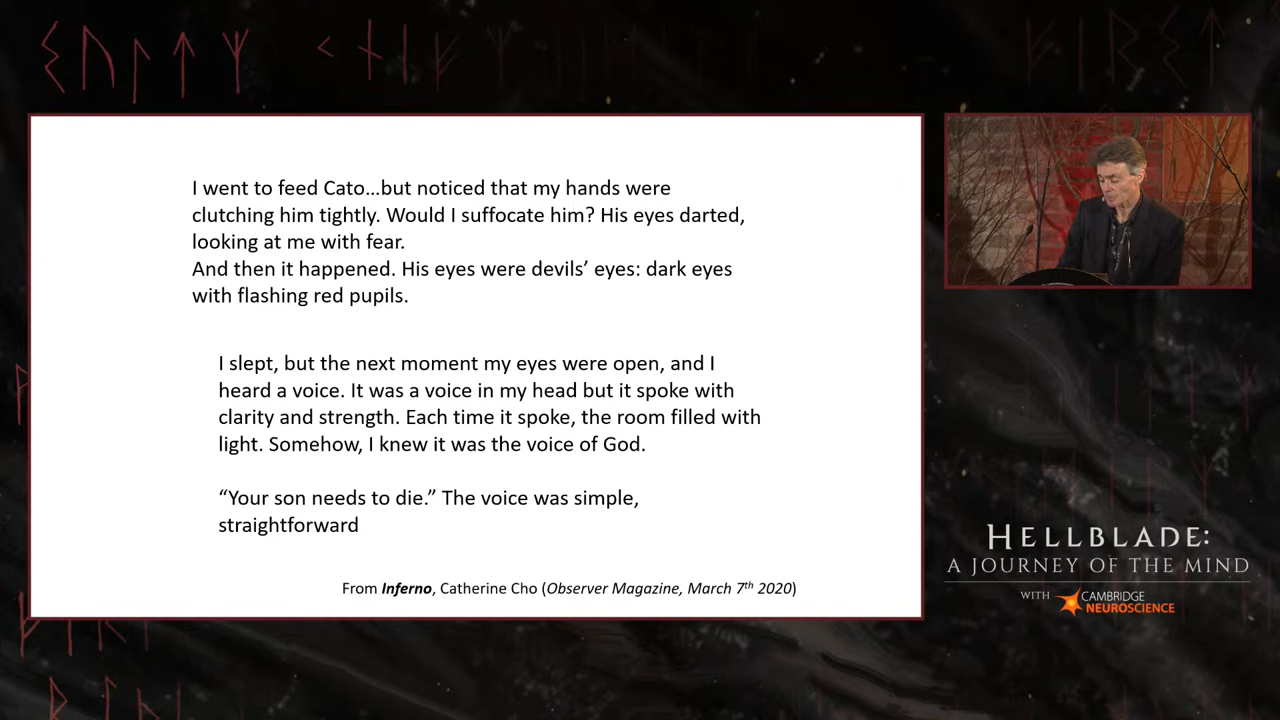 I went to feed Cato...but noticed that my hands were
clutching him tightly. Would I suffocate him? His eyes darted,
looking at me with fear.
And then it happened. His eyes were devils’ eyes: dark eyes
with flashing red pupils.
I slept, but the next moment my eyes were open, and I
heard a voice. It was a voice in my head but it spoke with
clarity and strength. Each time it spoke, the room filled with
light. Somehow, I knew it was the voice of God.
“Your son needs to die.” The voice was simple,
straightforward
From Inferno, Catherine Cho (Observer Magazine, March 7th 2020)
HELLBLADE:
A JOURNEY OF THE MIND
WITH CAMBRIDGE
NEUROSCIENCE